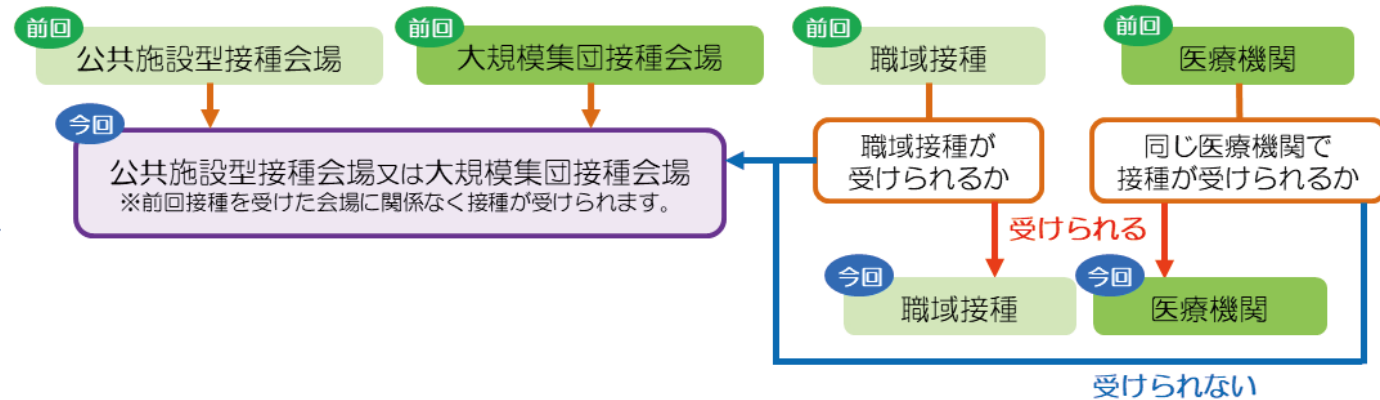 前回
公共施設型接種会場
前回
大規模集団接種会場
前回
職域接種
前回
医療機関
今回
公共施設型接種会場又は大規模集団接種会場
※前回接種を受けた会場に関係なく接種が受けられます。
職域接種が
受けられるか
同じ医療機関で
接種が受けられるか
受けられる
今回
職域接種
今回
医療機関
受けられない